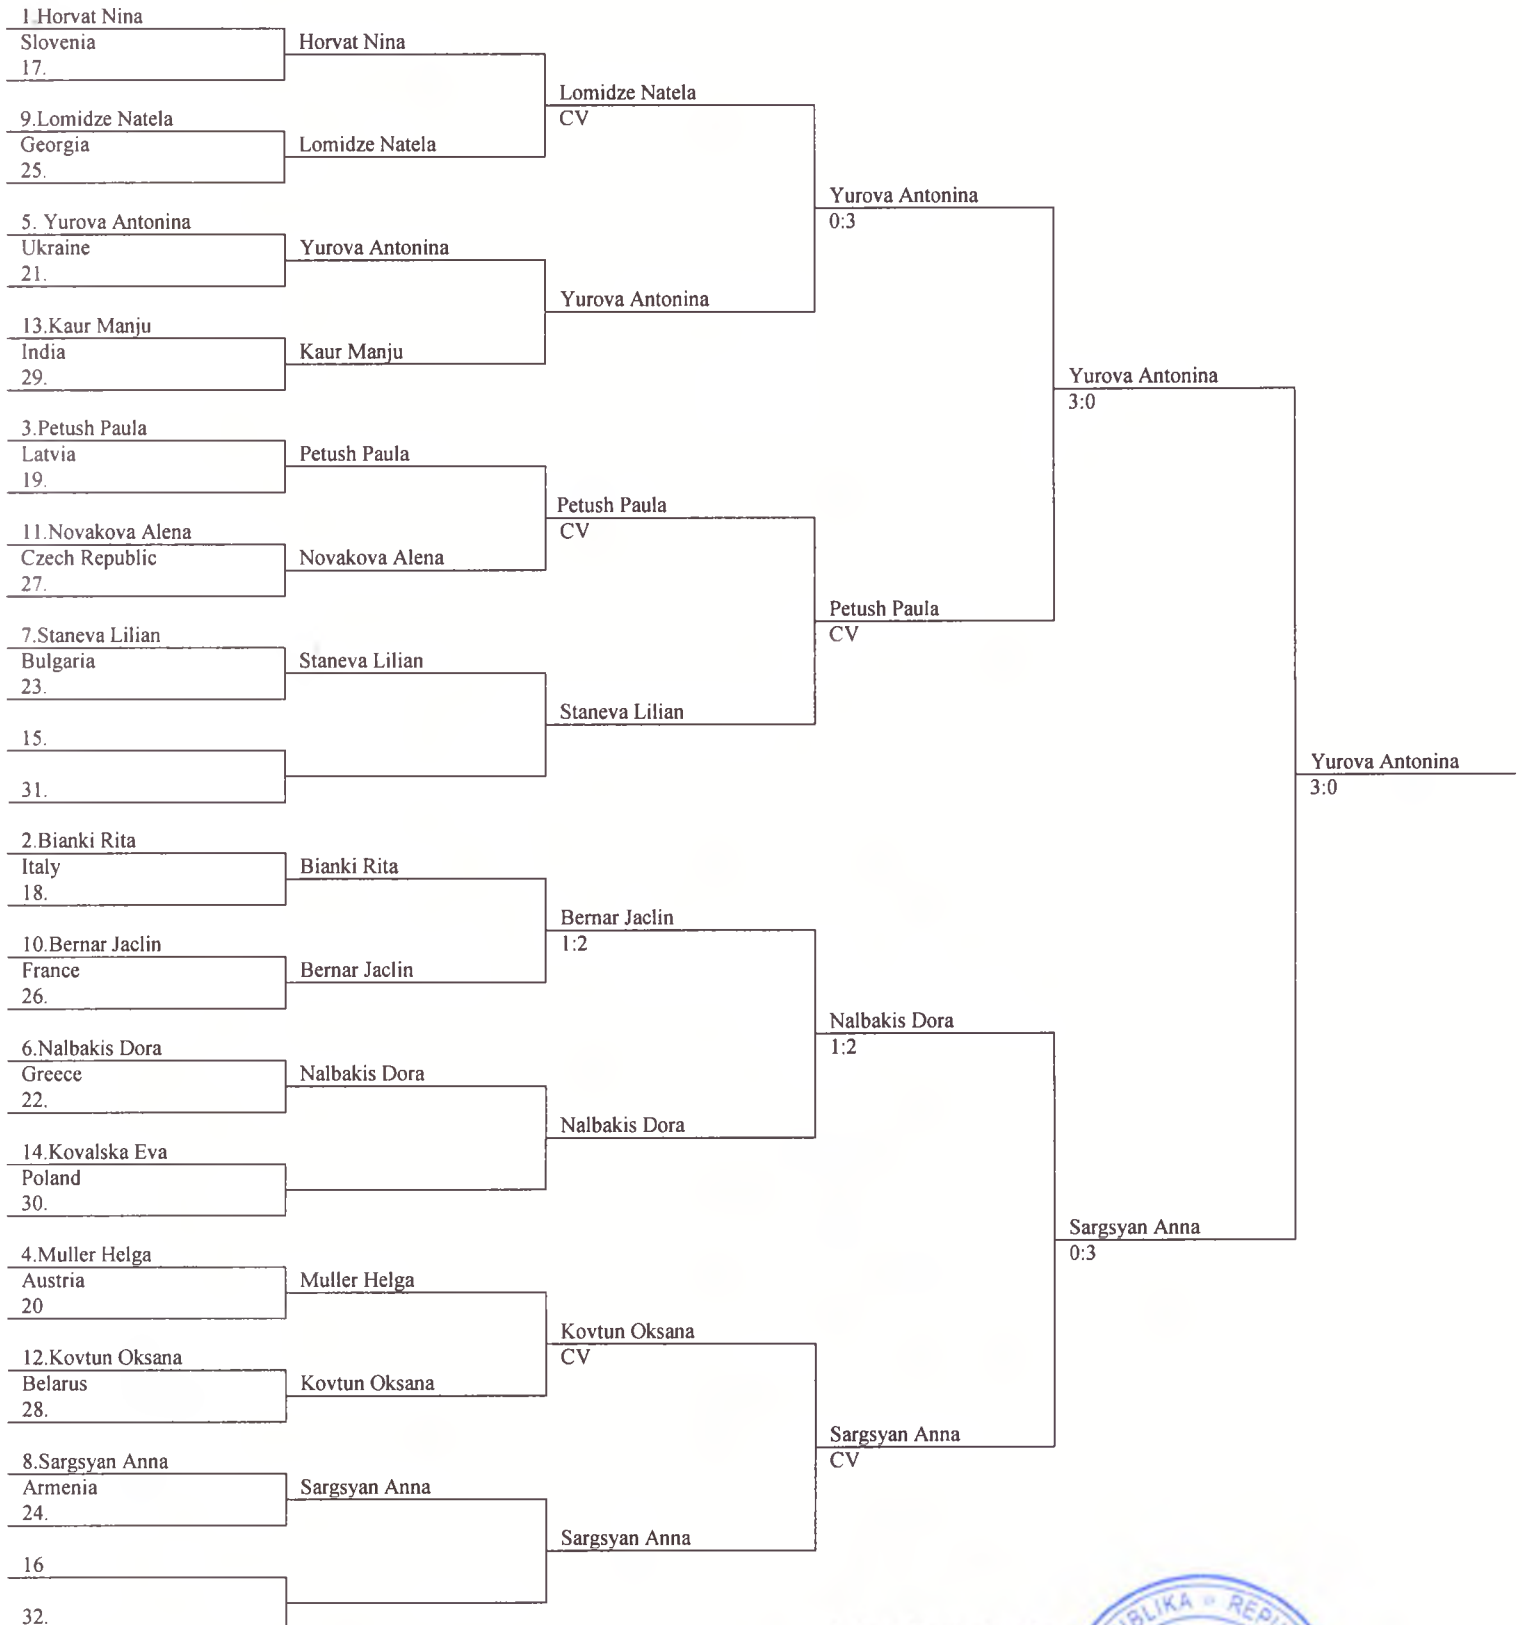 1.Horvat Nina
Slovenia
17.
9.Lomidze Natela
Georgia
25.
5. Yurova Antonina
Ukraine
21.
13.Kaur Manju
India
29.
3.Petush Paula
Latvia
19.
11.Novakova Alena
Czech Republic
27.
7.Staneva Lilian
Bulgaria
23.
15.
31.
2.Bianki Rita
Italy
18.
10.Bernar Jaclin
France
26.
6.Nalbakis Dora
Greece
22.
14.Kovalska Eva
Poland
30.
4.Muller Helga
Austria
20
12.Kovtun Oksana
Belarus
28.
8.Sargsyan Anna
Armenia
24.
16
32.
Horvat Nina
Lomidze Natela
Yurova Antonina
Kaur Manju
Petush Paula
Novakova Alena
Staneva Lilian
Bianki Rita
Bernar Jaclin
Nalbakis Dora
Muller Helga
Kovtun Oksana
Sargsyan Anna
Lomidze Natela
CV
Yurova Antonina
Petush Paula
CV
Staneva Lilian
Bernar Jaclin
1:2
Nalbakis Dora
Kovtun Oksana
CV
Sargsyan Anna
Yurova Antonina
0:3
Petush Paula
CV
Nalbakis Dora
1:2
Sargsyan Anna
CV
Yurova Antonina
3:0
Sargsyan Anna
0:3
Yurova Antonina
3:0